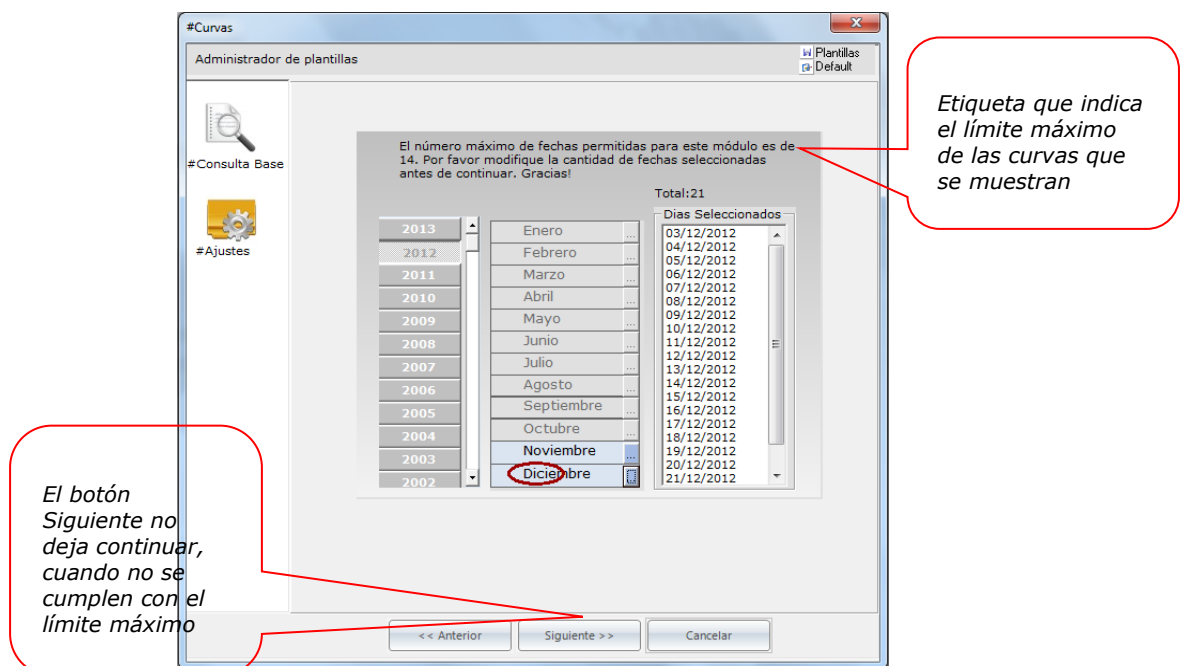 #Curvas
Administrador de plantillas
Plantillas
Default
#Consulta Base
#Ajustes
El número máximo de fechas permitidas para este módulo es de
14. Por favor modifique la cantidad de fechas seleccionadas
antes de continuar. Gracias!
Total:21
2013
2012
2011
2010
2009
2008
2007
2006
2005
2004
2003
2002
Enero ...
Febrero ...
Marzo ...
Abril ...
Mayo ...
Junio ...
Julio ...
Agosto ...
Septiembre ...
Octubre ...
Noviembre ...
Diciembre
Dias Seleccionados
03/12/2012
04/12/2012
05/12/2012
06/12/2012
07/12/2012
08/12/2012
09/12/2012
10/12/2012
11/12/2012
12/12/2012
13/12/2012
14/12/2012
15/12/2012
16/12/2012
17/12/2012
18/12/2012
19/12/2012
20/12/2012
21/12/2012
<< Anterior
Siguiente >>
Cancelar
Etiqueta que indica
el límite máximo
de las curvas que
se muestran
El botón
Siguiente no
deja continuar,
cuando no se
cumplen con el
límite máximo